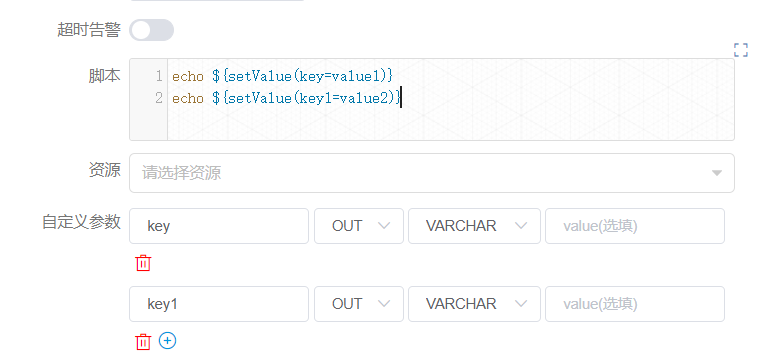 超时告警
脚本
1 echo ${setValue(key=value1)}
2 echo ${setValue(key1=value2)}
资源 请选择资源
自定义参数 key OUT VARCHAR value(选填)
key1 OUT VARCHAR value(选填)